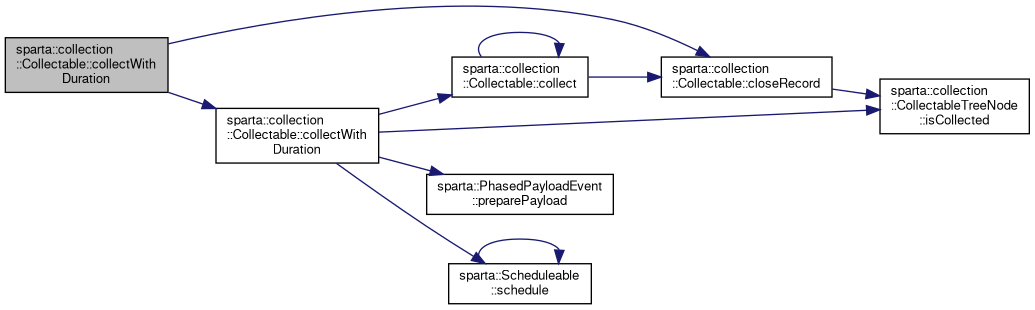 sparta::collection
::Collectable::collectWith
Duration
sparta::collection
::Collectable::collectWith
Duration
sparta::collection
::Collectable::collect
sparta::collection
::Collectable::closeRecord
sparta::collection
::CollectableTreeNode
::isCollected
sparta::PhasedPayloadEvent
::preparePayload
sparta::Scheduleable
::schedule